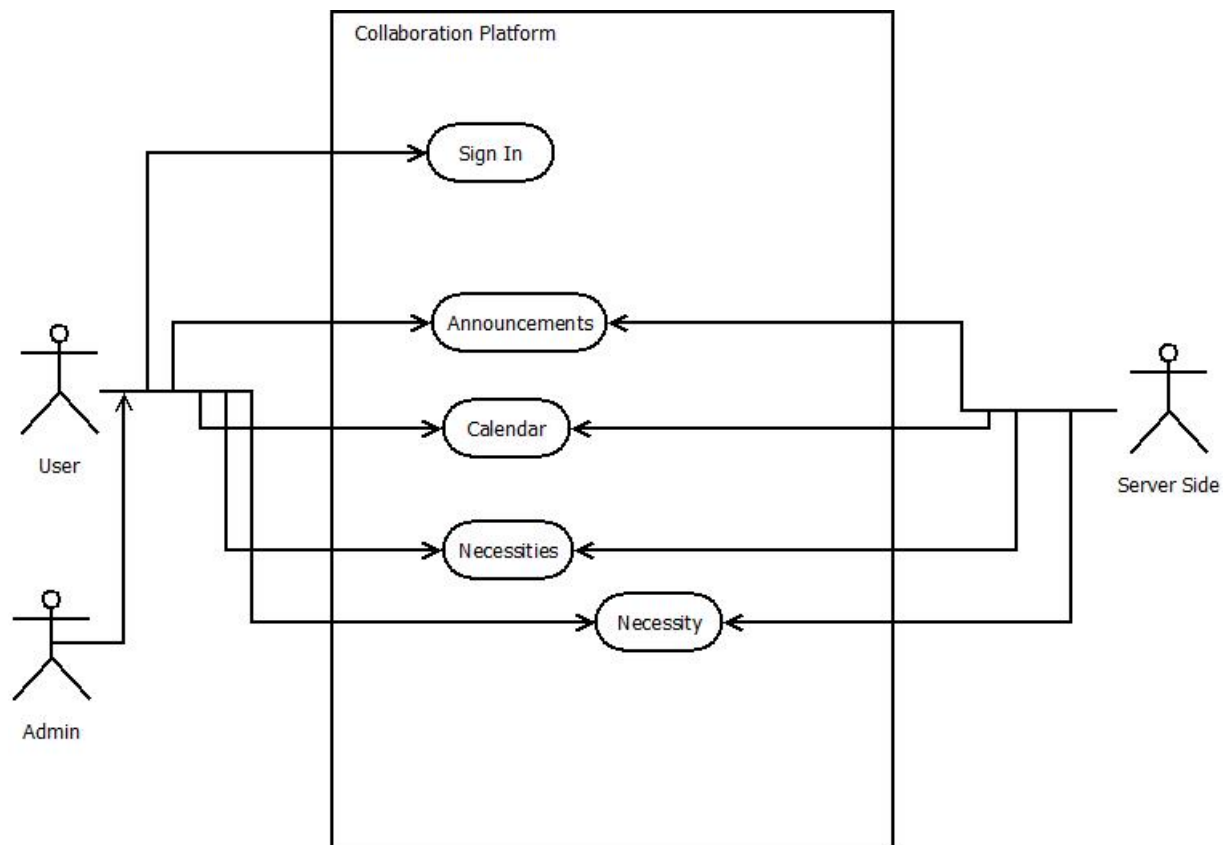 Collaboration Platform
Sign In
Announcements
Calendar
User
Server Side
Necessities
Necessity
Admin